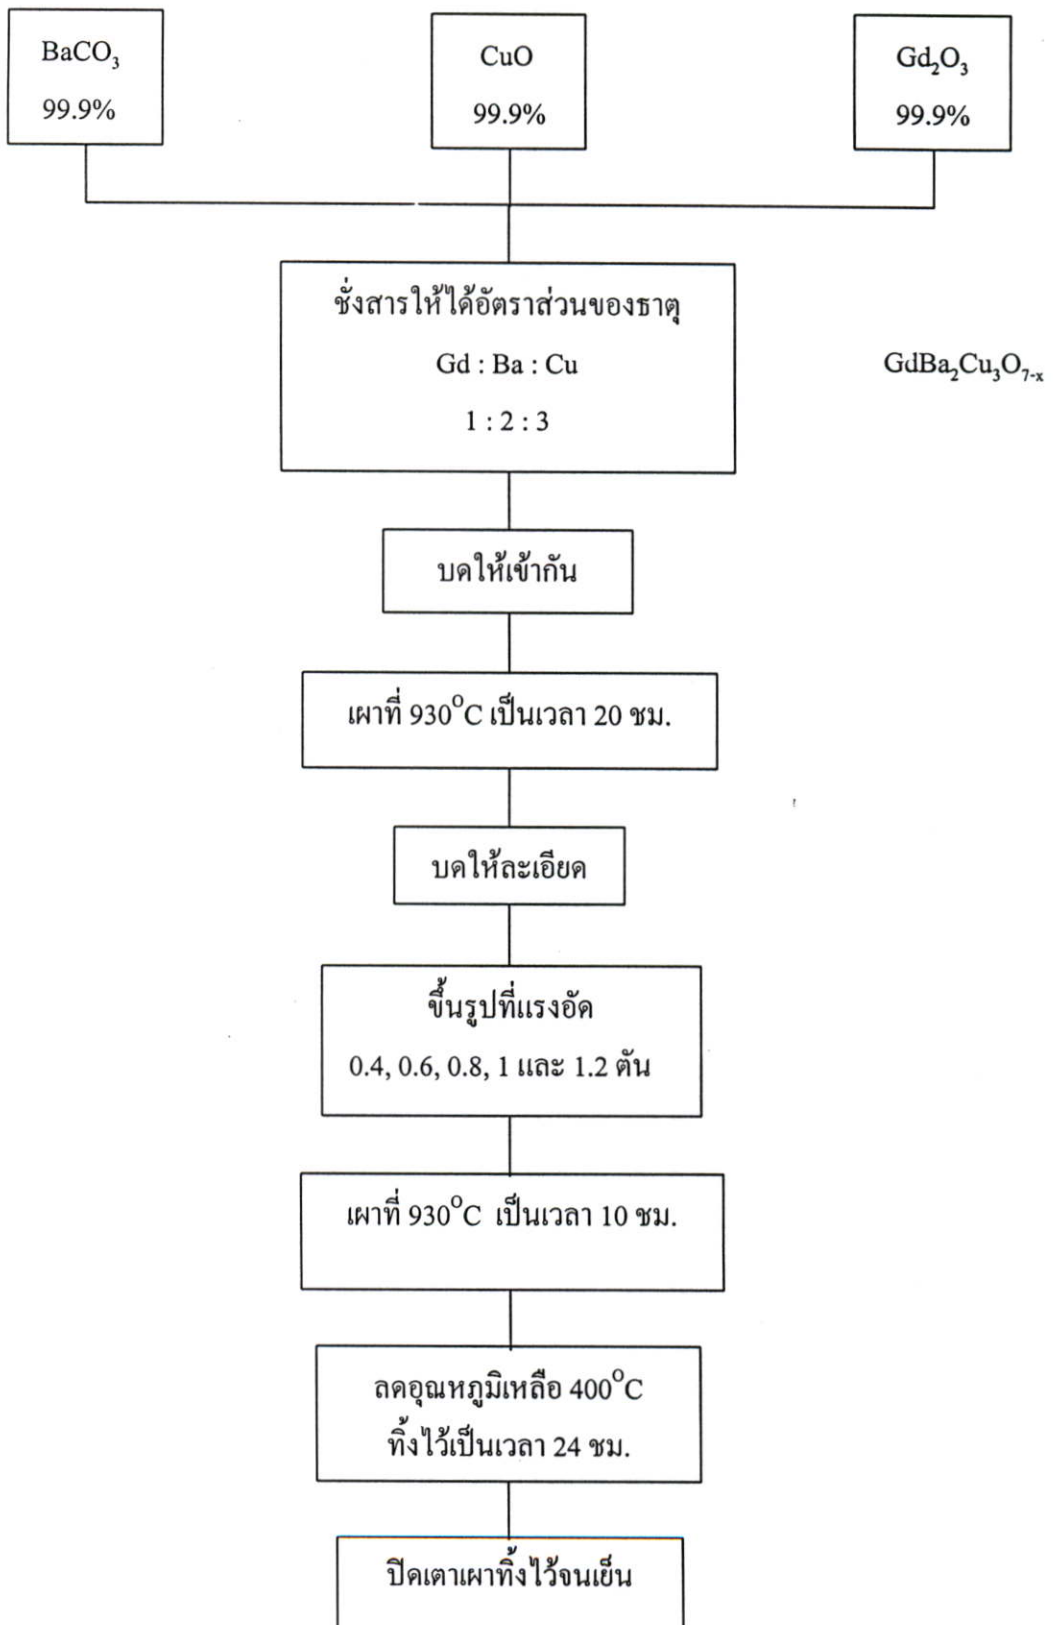 BaCO₃
99.9%
CuO
99.9%
Gd₂O₃
99.9%
ชั่งสารให้ได้อัตราส่วนของธาตุ
Gd : Ba : Cu
1 : 2 : 3
GdBa₂Cu₃O₇₋ₓ
บดให้เข้ากัน
เผาที่ 930°C เป็นเวลา 20 ชม.
บดให้ละเอียด
ขึ้นรูปที่แรงอัด
0.4, 0.6, 0.8, 1 และ 1.2 ตัน
เผาที่ 930°C เป็นเวลา 10 ชม.
ลดอุณหภูมิเหลือ 400°C
ทิ้งไว้เป็นเวลา 24 ชม.
ปิดเตาเผาทิ้งไว้จนเย็น